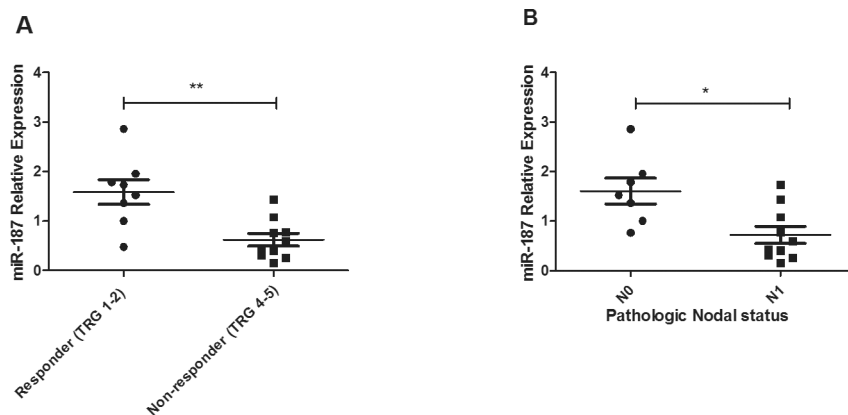 A
miR-187 Relative Expression
4
3
2
1
0
**
Responder (TRG 1-2)
Non-responder (TRG 4-5)
B
miR-187 Relative Expression
4
3
2
1
0
*
N0
N1
Pathologic Nodal status